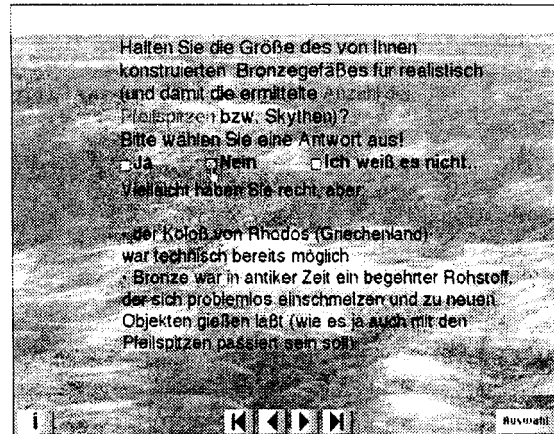 Halten Sie die Größe des von Ihnen
konstruierten Bronzegefäßes für realistisch
(und damit die ermittelte Anzahl der
Pfeilspitzen bzw. Skythen)?
Bitte wählen Sie eine Antwort aus!
Ja Nein Ich weiß es nicht..
Vielleicht haben Sie recht, aber:
- der Koloß von Rhodos (Griechenland)
war technisch bereits möglich
- Bronze war in antiker Zeit ein begehrter Rohstoff,
der sich problemlos einschmelzen und zu neuen
Objekten gießen läßt (wie es ja auch mit den
Pfeilspitzen passiert sein soll)
i Auswahl